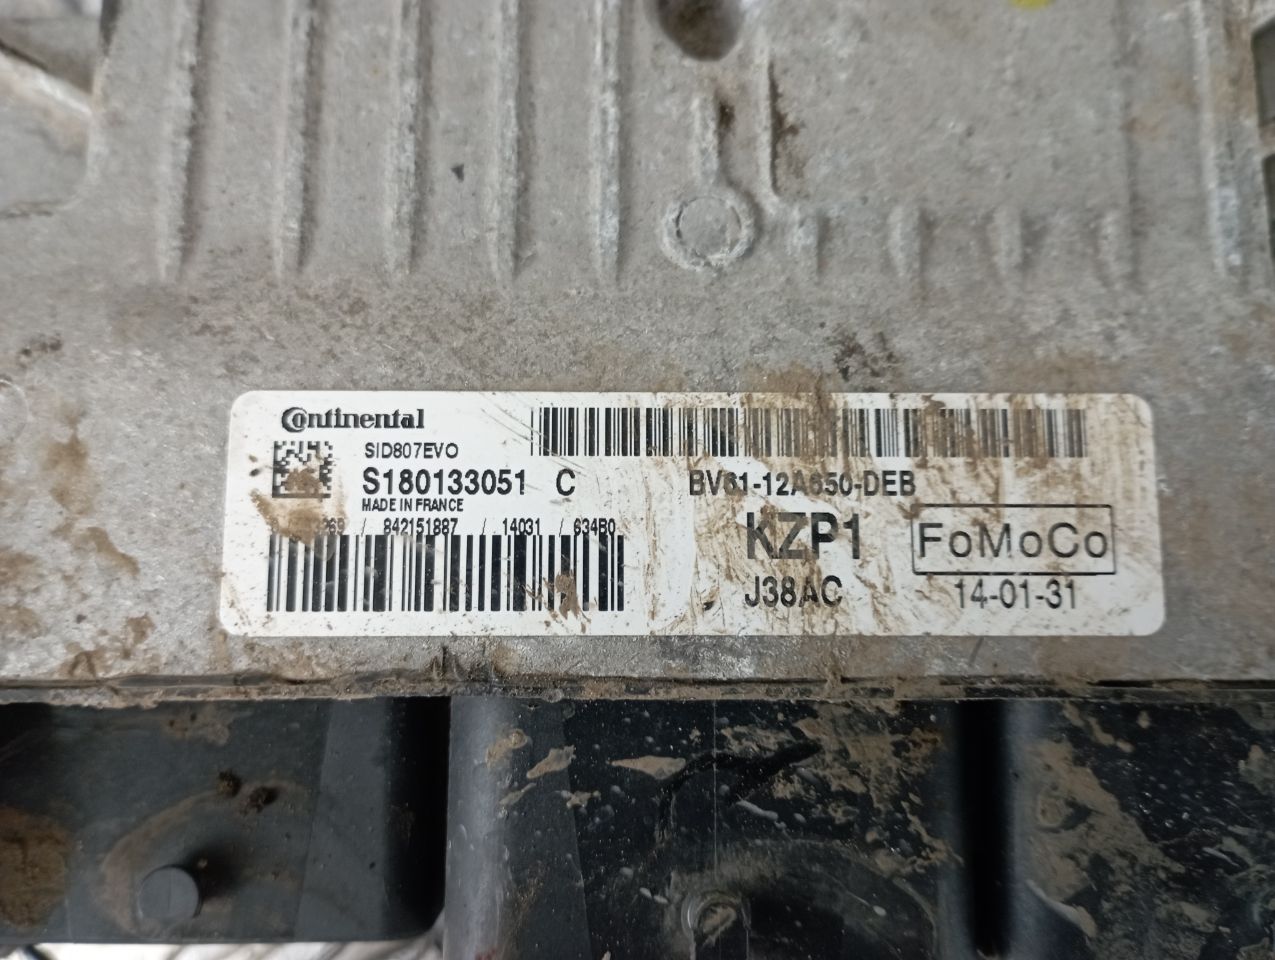 Continental
SID807EVO
S180133051 C
MADE IN FRANCE
842151887 / 14031 / 634B0
BV61-12A650-DEB
KZP1
FoMoCo
J38AC
14-01-31